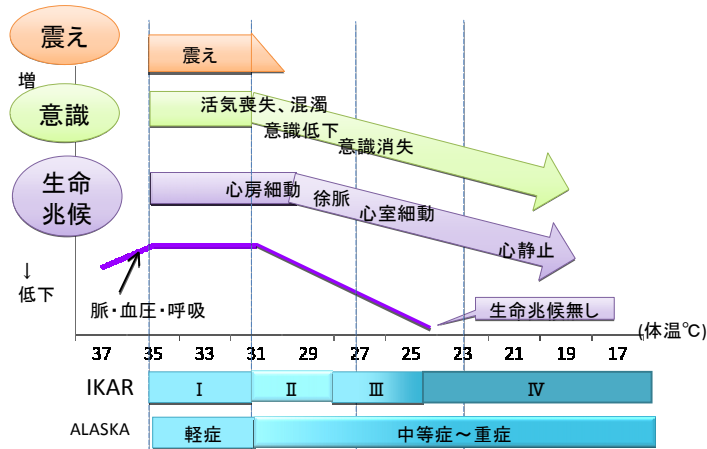 震え
震え
増
意識
活気喪失、混濁
意識低下
意識消失
生命
兆候
心房細動
徐脈
心室細動
心静止
↓
低下
脈・血圧・呼吸
生命兆候無し
(体温℃)
37 35 33 31 29 27 25 23 21 19 17
IKAR Ⅰ Ⅱ Ⅲ Ⅳ
ALASKA 軽症 中等症～重症